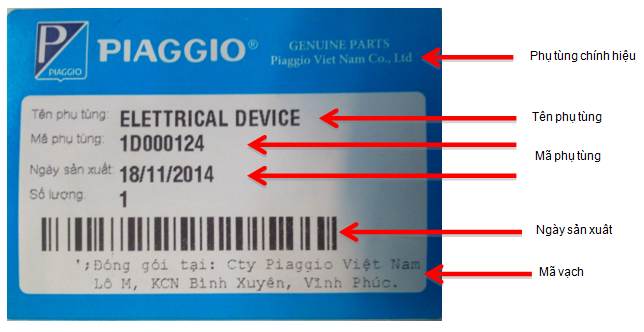 PIAGGIO
PIAGGIO®
GENUINE PARTS
Piaggio Viet Nam Co., Ltd
Phụ tùng chính hiệu
Tên phụ tùng: ELETTRICAL DEVICE
Tên phụ tùng
Mã phụ tùng: 1D000124
Mã phụ tùng
Ngày sản xuất: 18/11/2014
Số lượng: 1
Ngày sản xuất
';Đóng gói tại: Cty Piaggio Việt Nam
Mã vạch
Lô M, KCN Bình Xuyên, Vĩnh Phúc.